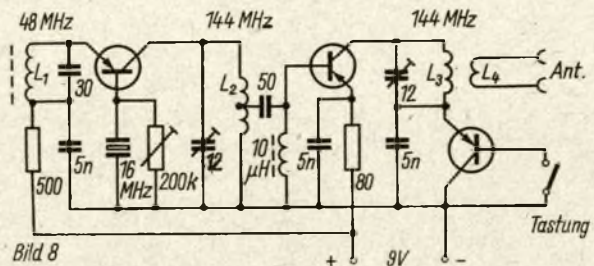 48 MHz
144 MHz
144 MHz
L1
30
L2
50
12
L3
L4
Ant.
500
5n
16
MHz
200k
12
10
µH
5n
80
5n
Tastung
Bild 8
+ 9V -